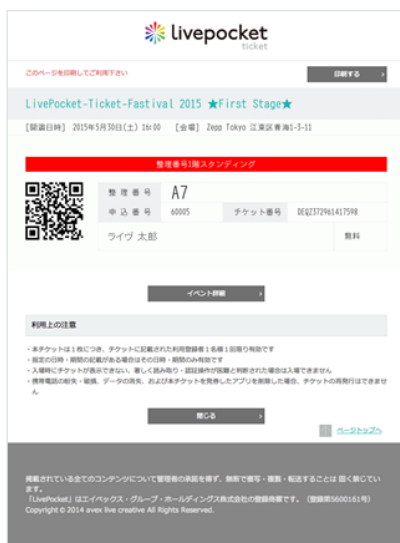 livepocket
ticket
このページを印刷してご利用下さい
印刷する
LivePocket-Ticket-Fastival 2015 ★First Stage★
[開演日時] 2015年5月30日(土) 16:00 [会場] Zepp Tokyo 江東区青海1-3-11
整理番号1階スタンディング
整理番号 A7
申込番号 60005 チケット番号 DEQZ372961417598
ライヴ 太郎 無料
イベント詳細
利用上の注意
・本チケットは1枚につき、チケットに記載された利用登録者1名様1回限り有効です
・指定の日時・期間の記載がある場合はその日時・期間のみ有効です
・入場時にチケットが表示できない、著しく読み取り・認証操作が困難と判断された場合は入場できません
・携帯電話の紛失・破損、データの消失、および本チケットを発券したアプリを削除した場合、チケットの再発行はできませ
ん
閉じる
ページトップへ
掲載されている全てのコンテンツについて管理者の承諾を得ず、無断で複写・複製・転送することは 固く禁じてい
ます。
「LivePocket」はエイベックス・グループ・ホールディングス株式会社の登録商標です。（登録第5600161号）
Copyright © 2014 avex live creative All Rights Reserved.